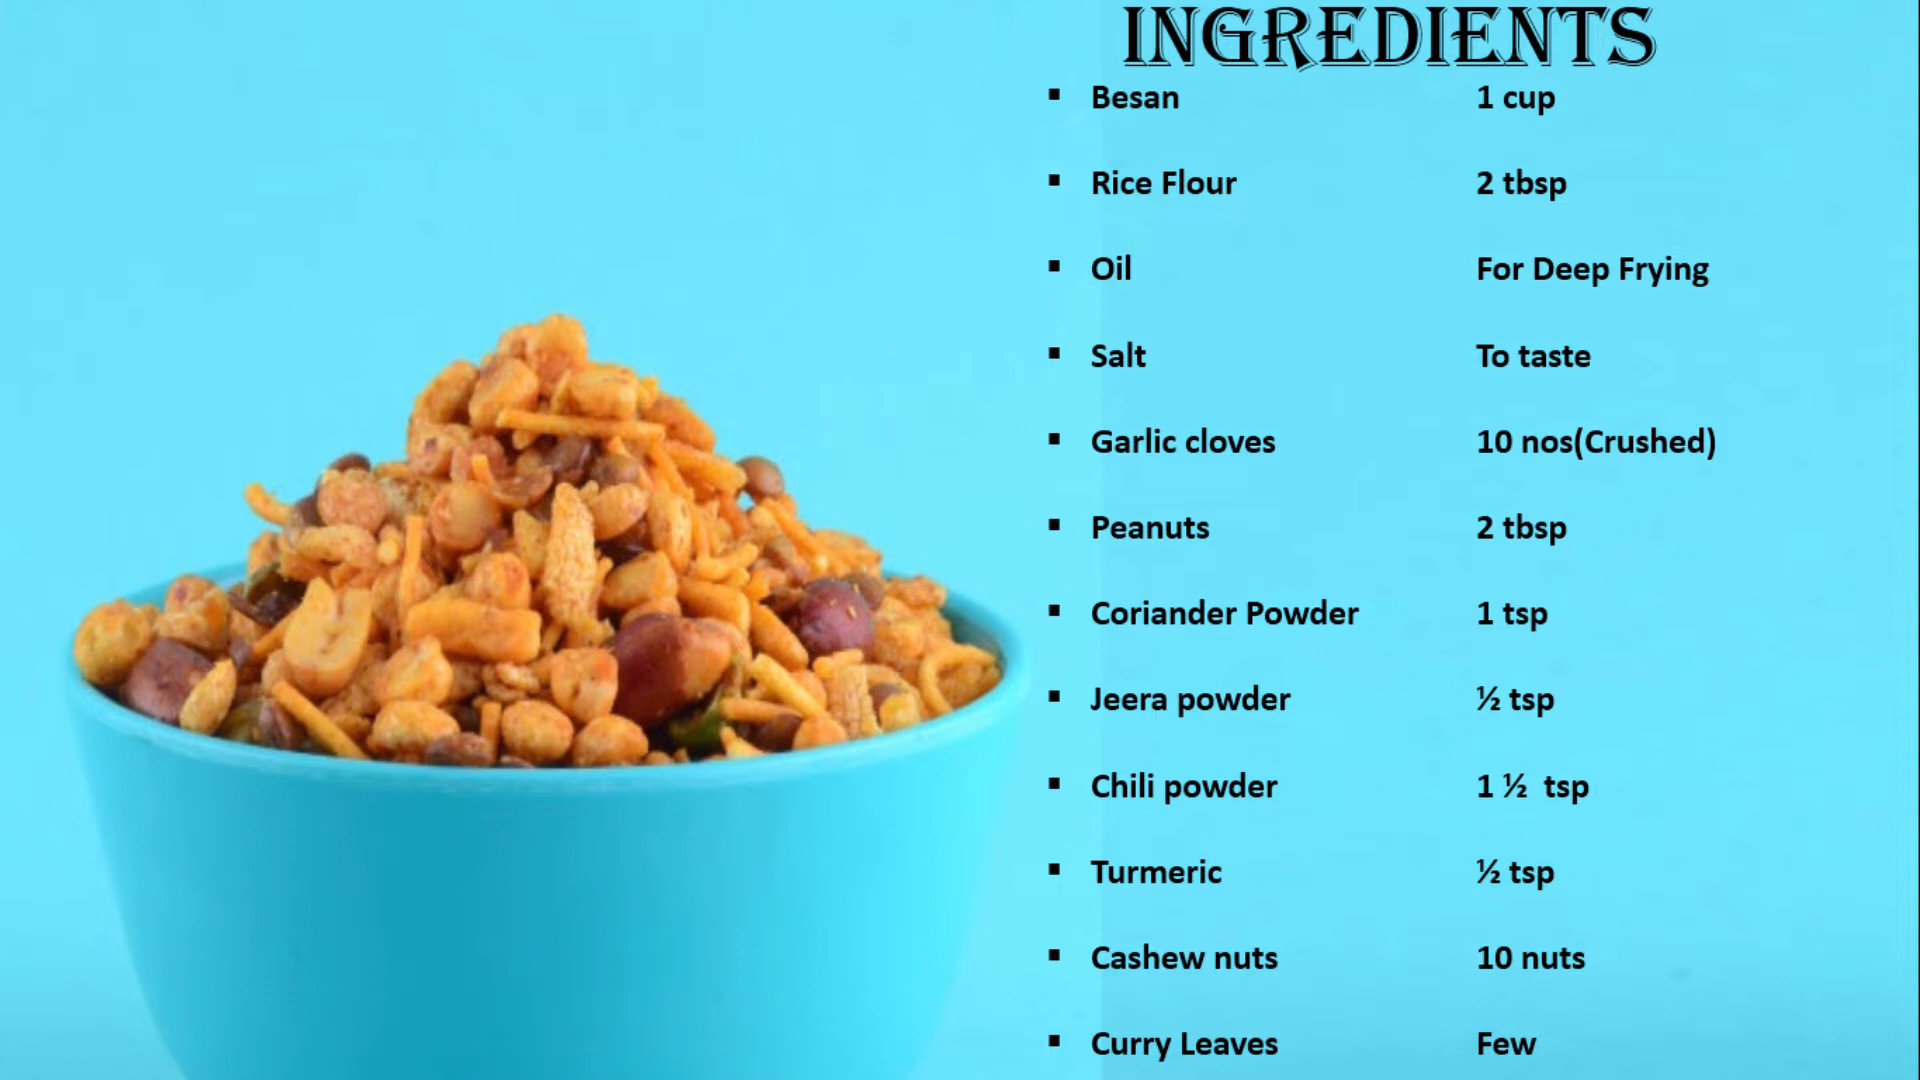 INGREDIENTS
▪ Besan 1 cup
▪ Rice Flour 2 tbsp
▪ Oil For Deep Frying
▪ Salt To taste
▪ Garlic cloves 10 nos(Crushed)
▪ Peanuts 2 tbsp
▪ Coriander Powder 1 tsp
▪ Jeera powder ½ tsp
▪ Chili powder 1 ½ tsp
▪ Turmeric ½ tsp
▪ Cashew nuts 10 nuts
▪ Curry Leaves Few